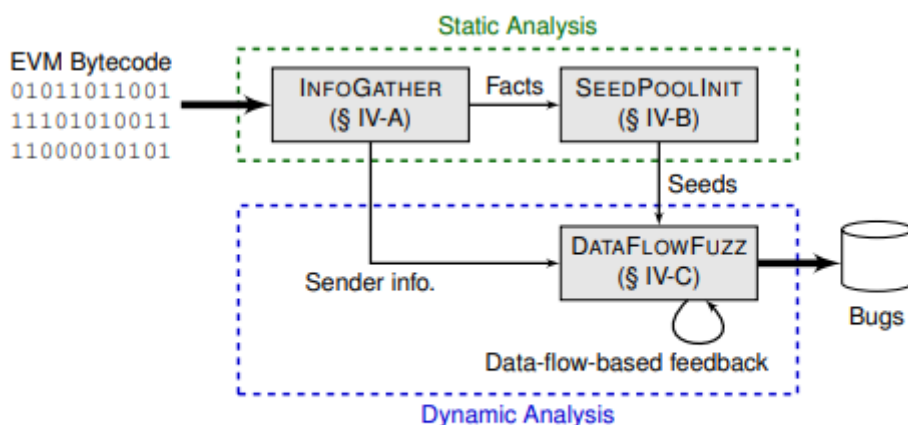 Static Analysis
EVM Bytecode
01011011001
11101010011
11000010101
INFOGATHER
(§ IV-A)
Facts
SEEDPOOLINIT
(§ IV-B)
Seeds
Sender info.
DATAFLOWFUZZ
(§ IV-C)
Bugs
Data-flow-based feedback
Dynamic Analysis